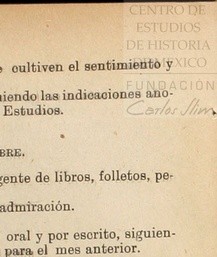 CENTRO DE
ESTUDIOS
DE HISTORIA
DE MÉXICO
FUNDACIÓN
Carlos Slim
cultiven el sentimiento y
uiendo las indicaciones ano-
Estudios.
BRE.
gente de libros, folletos, pe-
admiración.
oral y por escrito, siguien-
para el mes anterior.